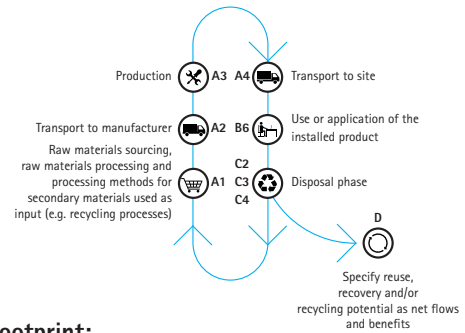 Production
A3
A4
Transport to site
Transport to manufacturer
A2
B6
Use or application of the
installed product
Raw materials sourcing,
raw materials processing and
processing methods for
secondary materials used as
input (e.g. recycling processes)
A1
C2
C3
C4
Disposal phase
D
Specify reuse,
recovery and/or
recycling potential as net flows
and benefits
ootprint: